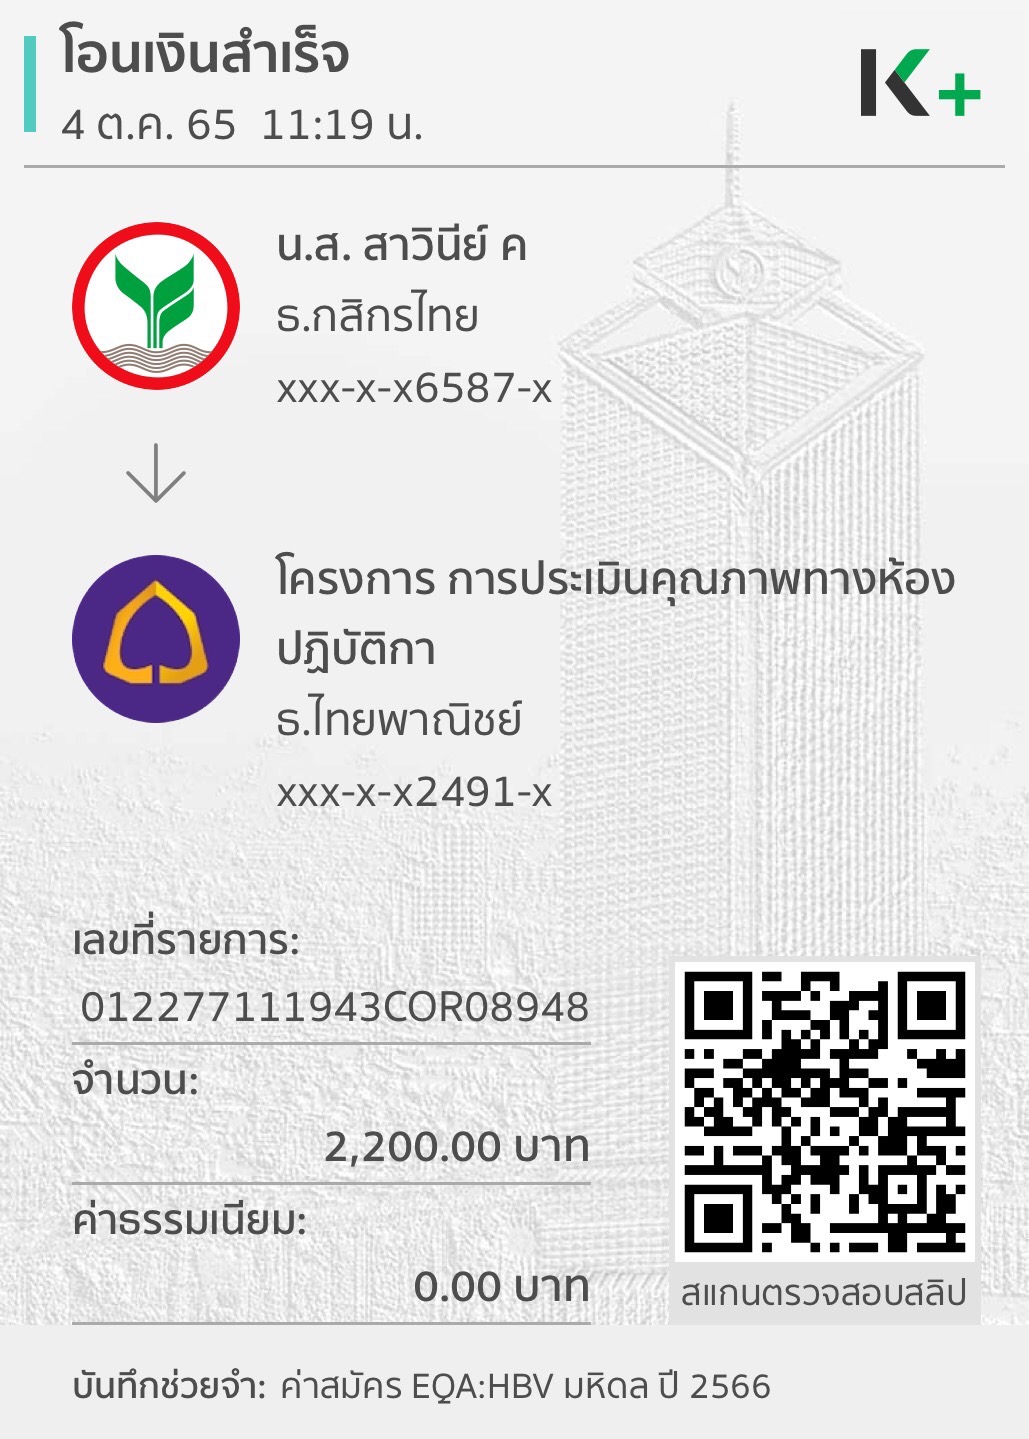 โอนเงินสำเร็จ
4 ต.ค. 65 11:19 น.
K+
น.ส. สาวินีย์ ค
ธ.กสิกรไทย
xxx-x-x6587-x
โครงการ การประเมินคุณภาพทางห้อง
ปฏิบัติกา
ธ.ไทยพาณิชย์
xxx-x-x2491-x
เลขที่รายการ:
012277111943COR08948
จำนวน:
2,200.00 บาท
ค่าธรรมเนียม:
0.00 บาท
สแกนตรวจสอบสลิป
บันทึกช่วยจำ: ค่าสมัคร EQA:HBV มหิดล ปี 2566